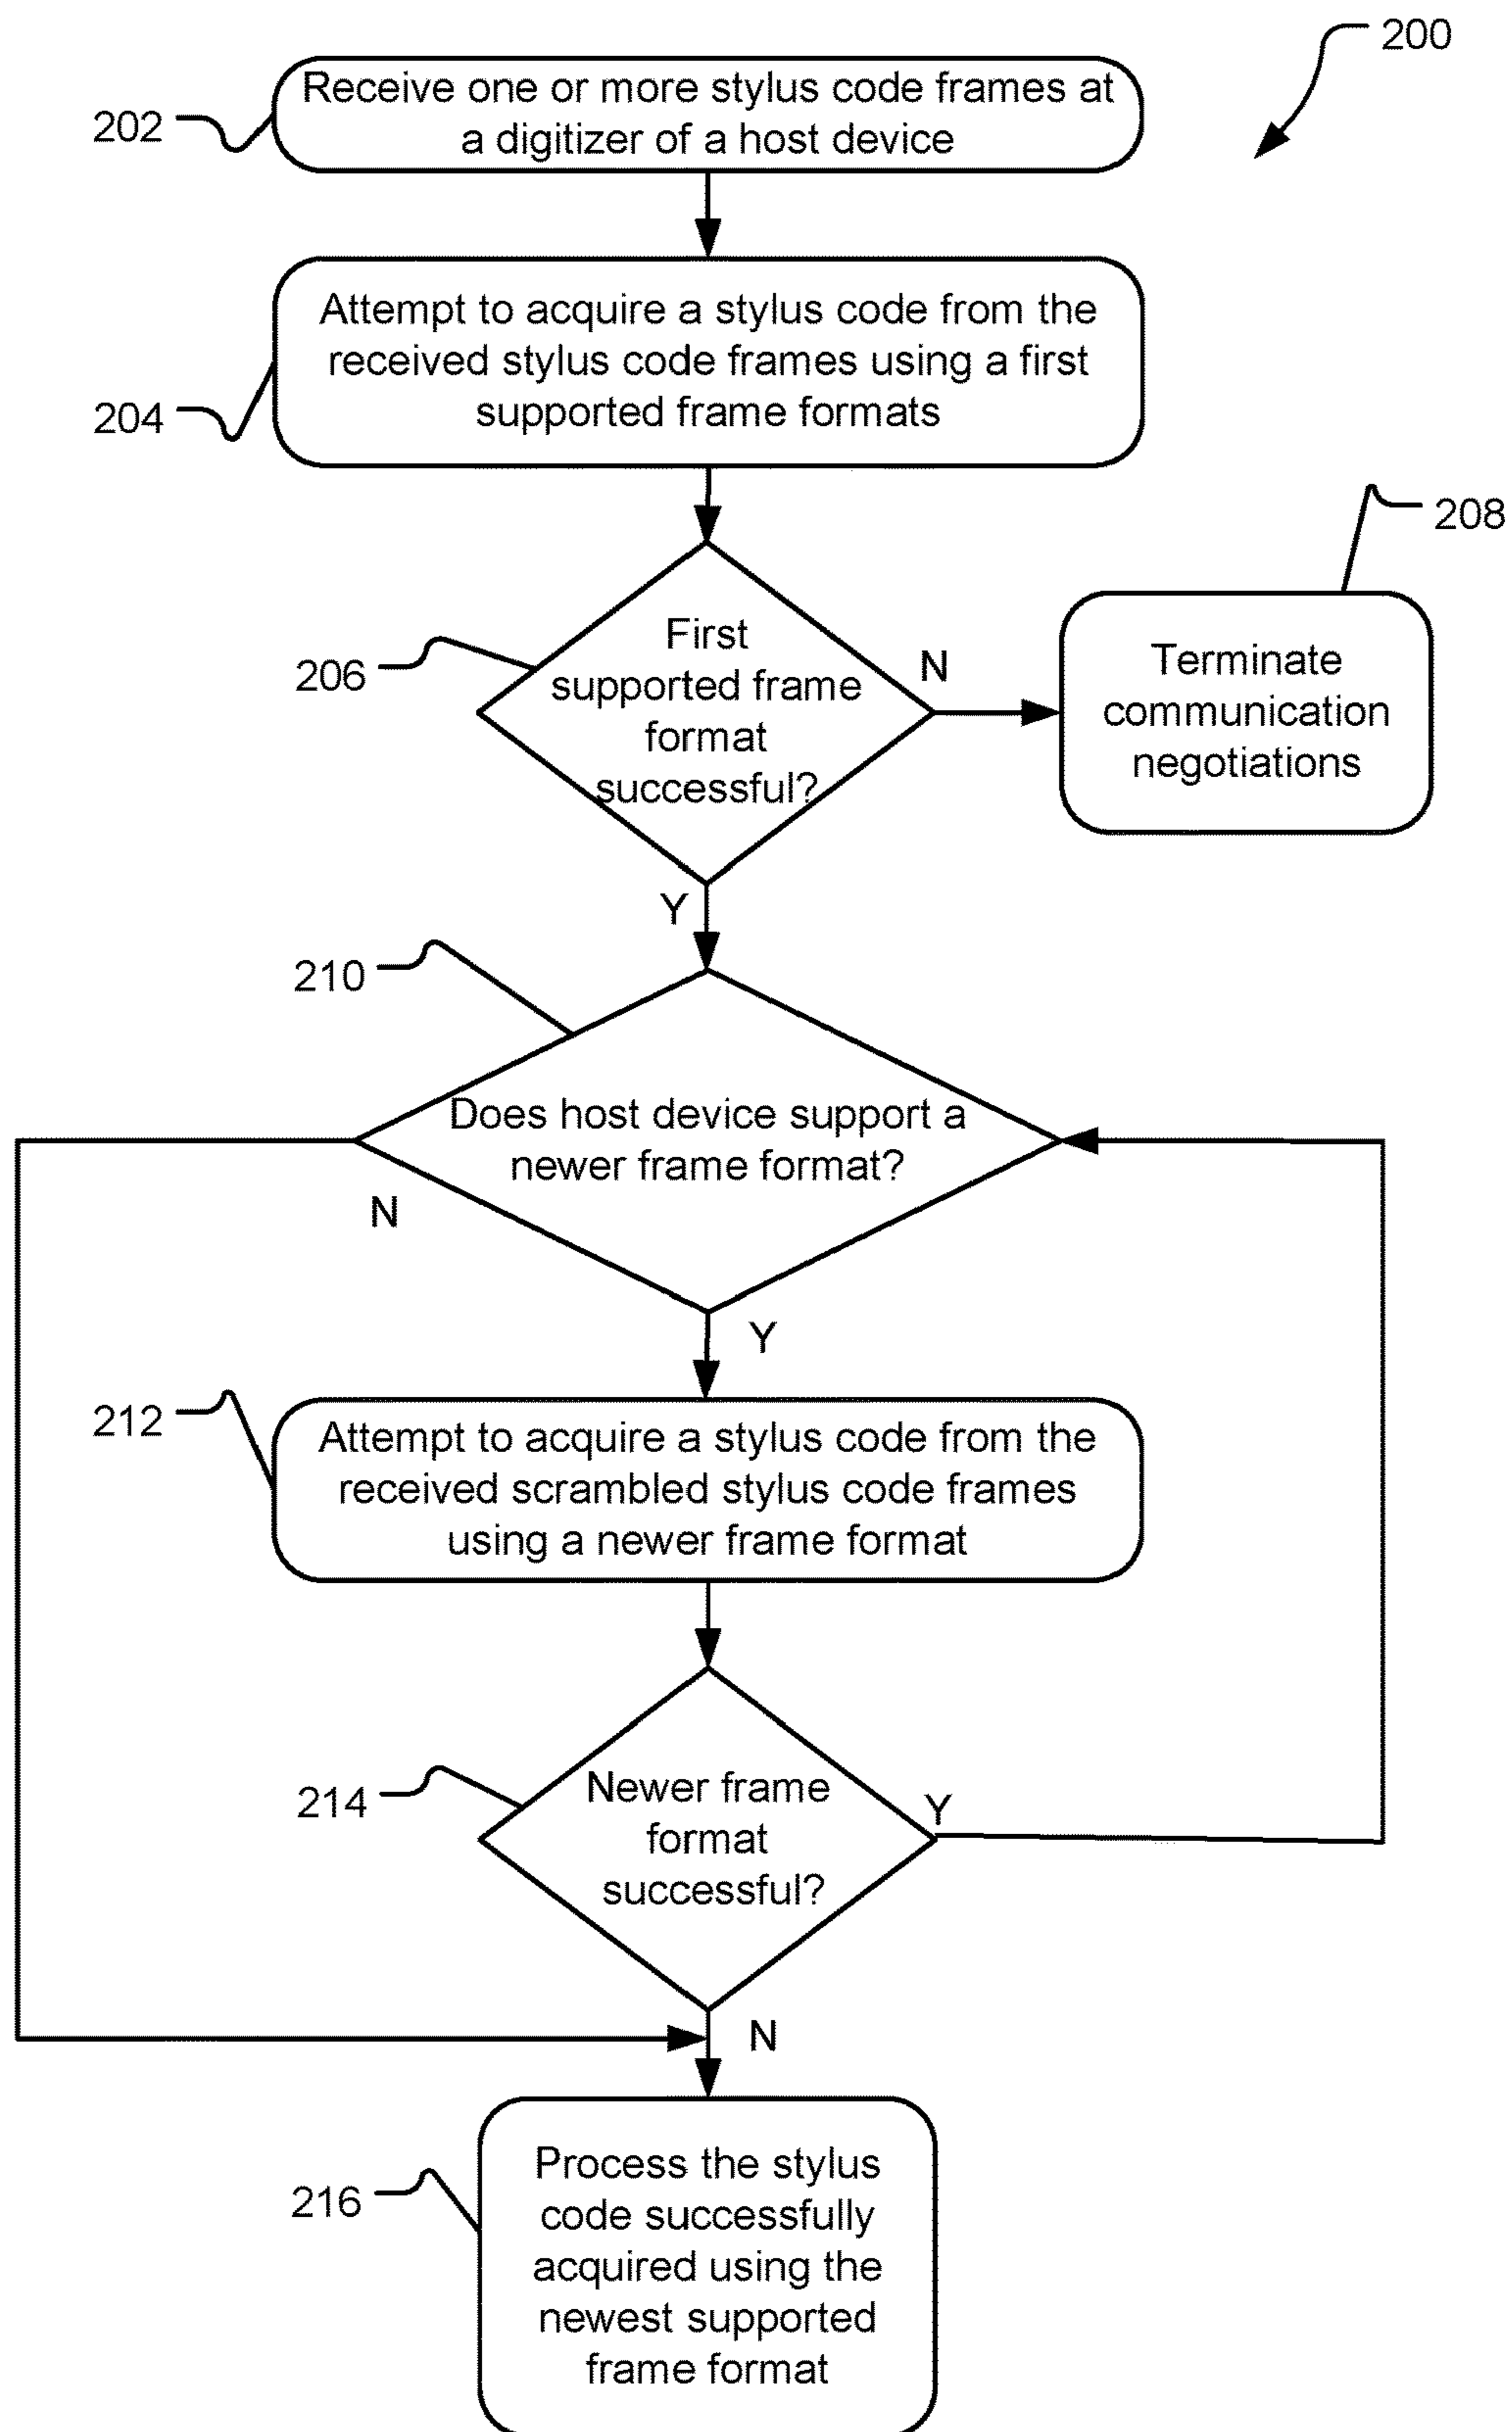 200
Receive one or more stylus code frames at
a digitizer of a host device
202
Attempt to acquire a stylus code from the
received stylus code frames using a first
supported frame formats
204
208
First
supported frame
format
successful?
206
N
Terminate
communication
negotiations
Y
210
Does host device support a
newer frame format?
N
Y
212
Attempt to acquire a stylus code from the
received scrambled stylus code frames
using a newer frame format
214
Newer frame
format
successful?
Y
N
216
Process the stylus
code successfully
acquired using the
newest supported
frame format